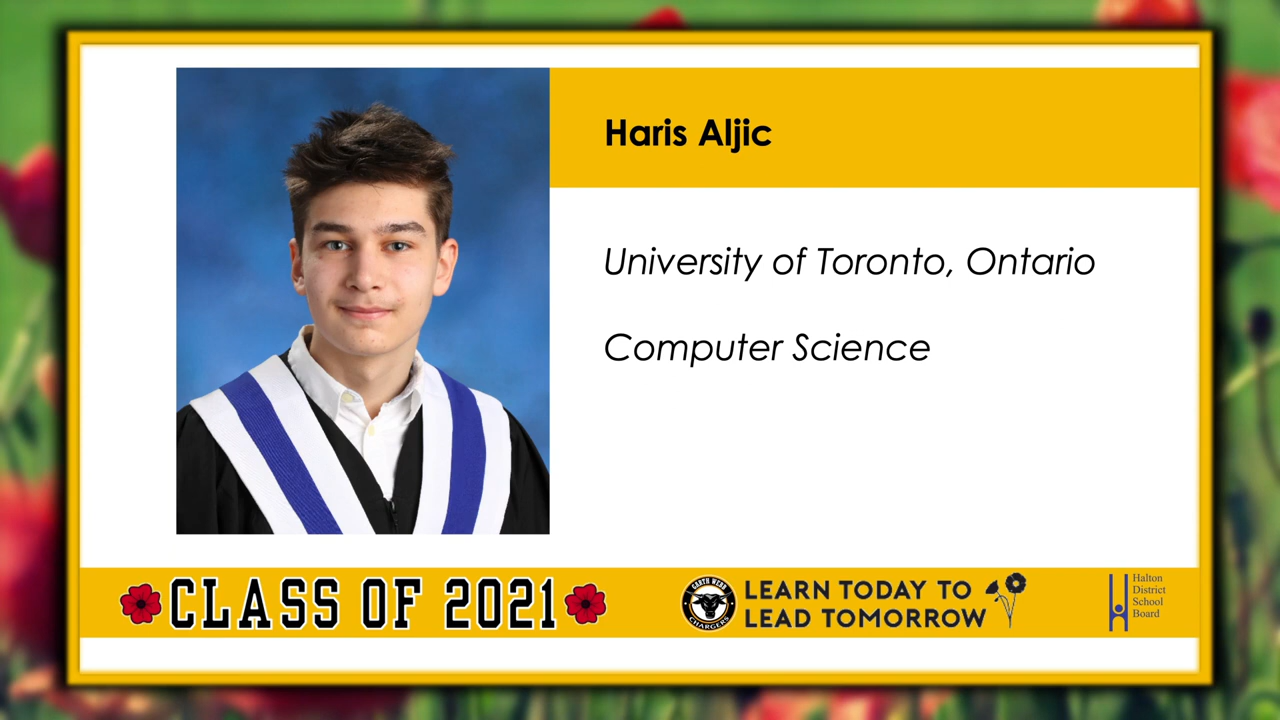 Haris Aljic
University of Toronto, Ontario
Computer Science
CLASS OF 2021
GARTH WEBB
CHARGERS
LEARN TODAY TO
LEAD TOMORROW
Halton
District
School
Board